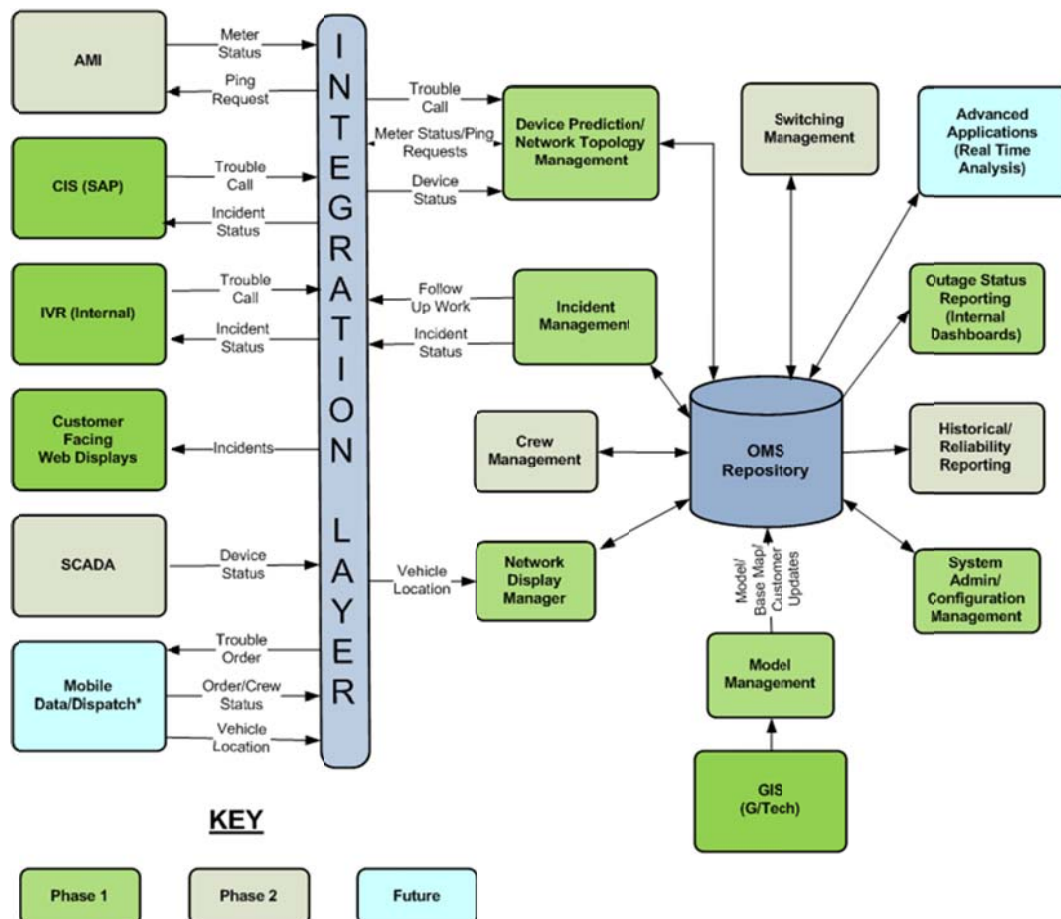 AMI
Meter
Status
Ping
Request
CIS (SAP)
Trouble
Call
Incident
Status
IVR (Internal)
Trouble
Call
Incident
Status
Customer
Facing
Web Displays
Incidents
SCADA
Device
Status
Mobile
Data/Dispatch*
Trouble
Order
Order/Crew
Status
Vehicle
Location
INTEGRATION LAYER
Trouble
Call
Meter Status/Ping
Requests
Device
Status
Device Prediction/
Network Topology
Management
Follow
Up Work
Incident
Status
Incident
Management
Crew
Management
Vehicle
Location
Network
Display
Manager
Switching
Management
Advanced
Applications
(Real Time
Analysis)
Outage Status
Reporting
(Internal
Dashboards)
OMS
Repository
Historical/
Reliability
Reporting
System
Admin/
Configuration
Management
Model/
Base Map/
Customer
Updates
Model
Management
GIS
(G/Tech)
KEY
Phase 1
Phase 2
Future